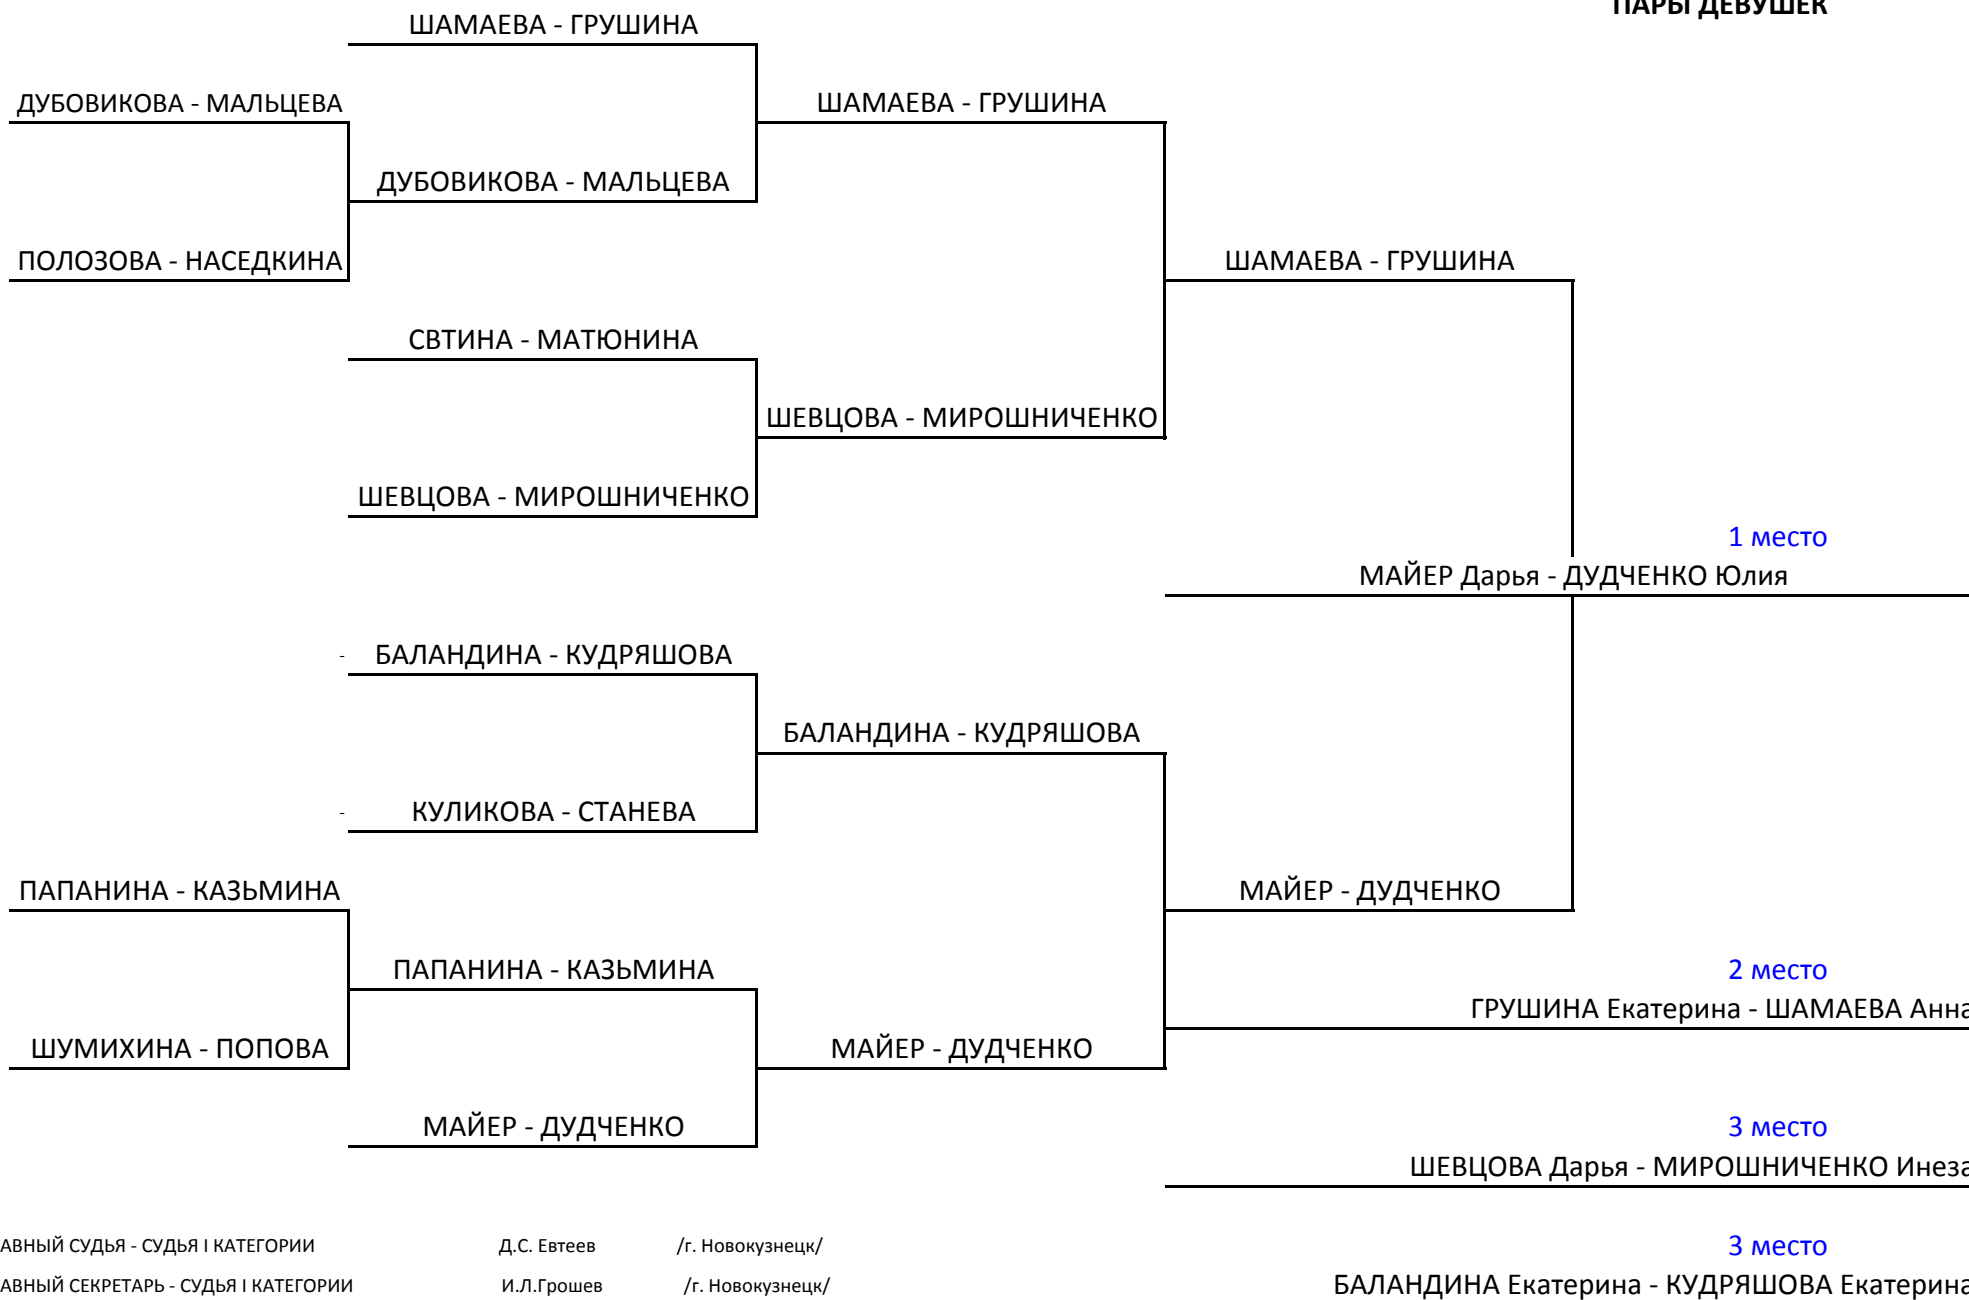 ПАРЫ ДЕВУШЕК
ШАМАЕВА - ГРУШИНА
ДУБОВИКОВА - МАЛЬЦЕВА
ШАМАЕВА - ГРУШИНА
ДУБОВИКОВА - МАЛЬЦЕВА
ПОЛОЗОВА - НАСЕДКИНА
ШАМАЕВА - ГРУШИНА
СВТИНА - МАТЮНИНА
ШЕВЦОВА - МИРОШНИЧЕНКО
ШЕВЦОВА - МИРОШНИЧЕНКО
1 место
МАЙЕР Дарья - ДУДЧЕНКО Юлия
- БАЛАНДИНА - КУДРЯШОВА
БАЛАНДИНА - КУДРЯШОВА
- КУЛИКОВА - СТАНЕВА
ПАПАНИНА - КАЗЬМИНА
МАЙЕР - ДУДЧЕНКО
ПАПАНИНА - КАЗЬМИНА
2 место
ГРУШИНА Екатерина - ШАМАЕВА Анна
ШУМИХИНА - ПОПОВА
МАЙЕР - ДУДЧЕНКО
МАЙЕР - ДУДЧЕНКО
3 место
ШЕВЦОВА Дарья - МИРОШНИЧЕНКО Инеза
АВНЫЙ СУДЬЯ - СУДЬЯ I КАТЕГОРИИ Д.С. Евтеев /г. Новокузнецк/
3 место
АВНЫЙ СЕКРЕТАРЬ - СУДЬЯ I КАТЕГОРИИ И.Л.Грошев /г. Новокузнецк/
БАЛАНДИНА Екатерина - КУДРЯШОВА Екатерина